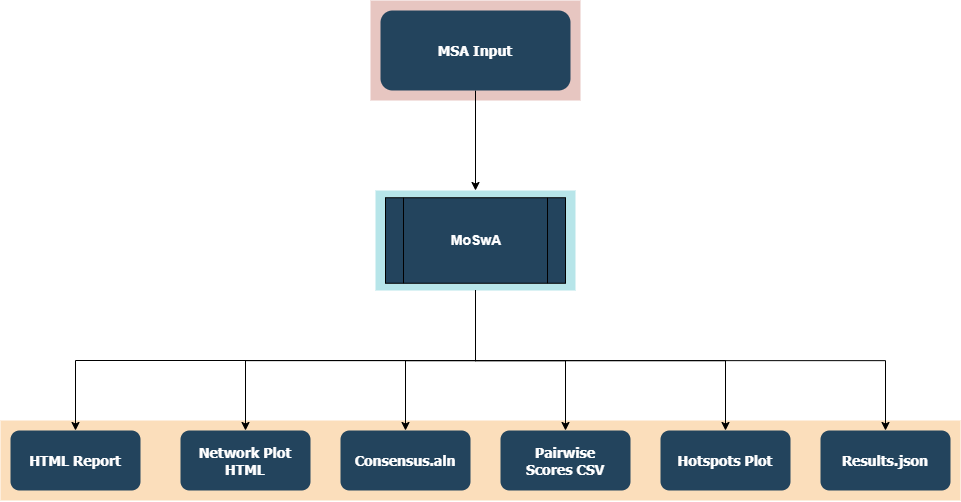 MSA Input
MoSwA
HTML Report
Network Plot
HTML
Consensus.aln
Pairwise
Scores CSV
Hotspots Plot
Results.json